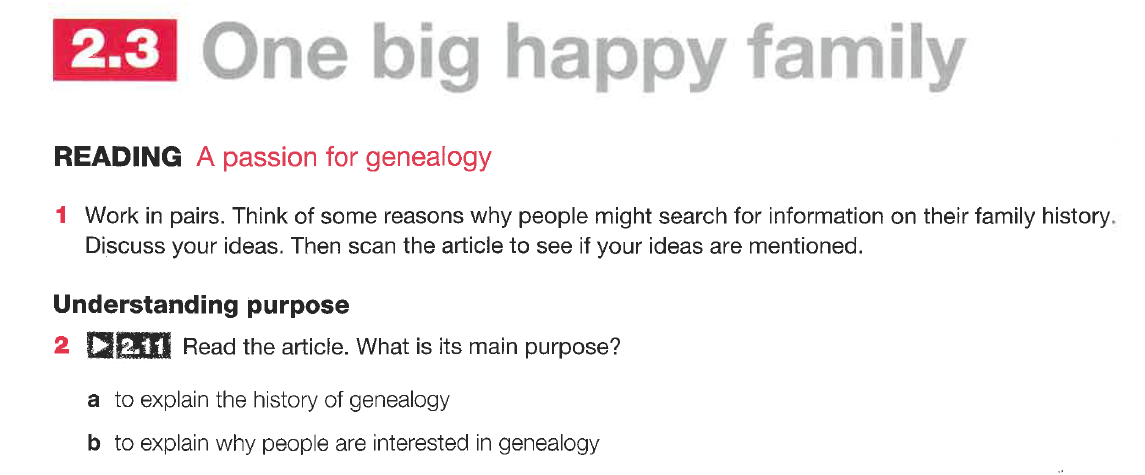 2.3 One big happy family
READING A passion for genealogy
1 Work in pairs. Think of some reasons why people might search for information on their family history.
Discuss your ideas. Then scan the article to see if your ideas are mentioned.
Understanding purpose
2 2.11 Read the article. What is its main purpose?
a to explain the history of genealogy
b to explain why people are interested in genealogy